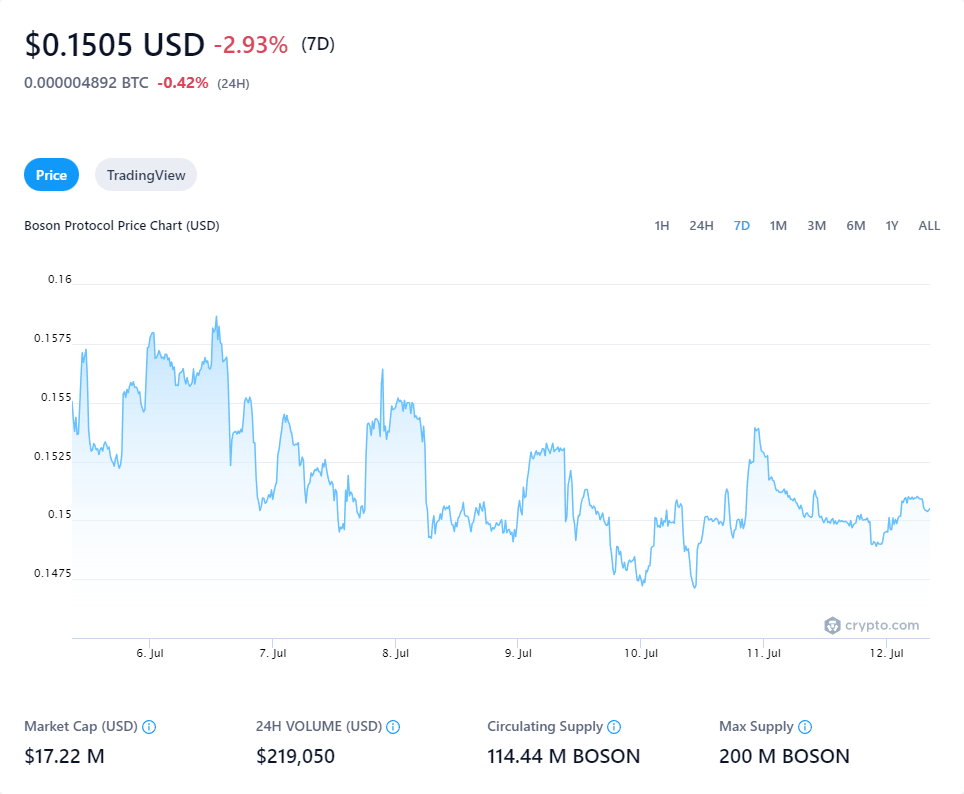 $0.1505 USD -2.93% (7D)
0.000004892 BTC -0.42% (24H)
Price TradingView
Boson Protocol Price Chart (USD) 1H 24H 7D 1M 3M 6M 1Y ALL
0.16
0.1575
0.155
0.1525
0.15
0.1475
crypto.com
6. Jul 7. Jul 8. Jul 9. Jul 10. Jul 11. Jul 12. Jul
Market Cap (USD) 24H VOLUME (USD) Circulating Supply Max Supply
$17.22 M $219,050 114.44 M BOSON 200 M BOSON